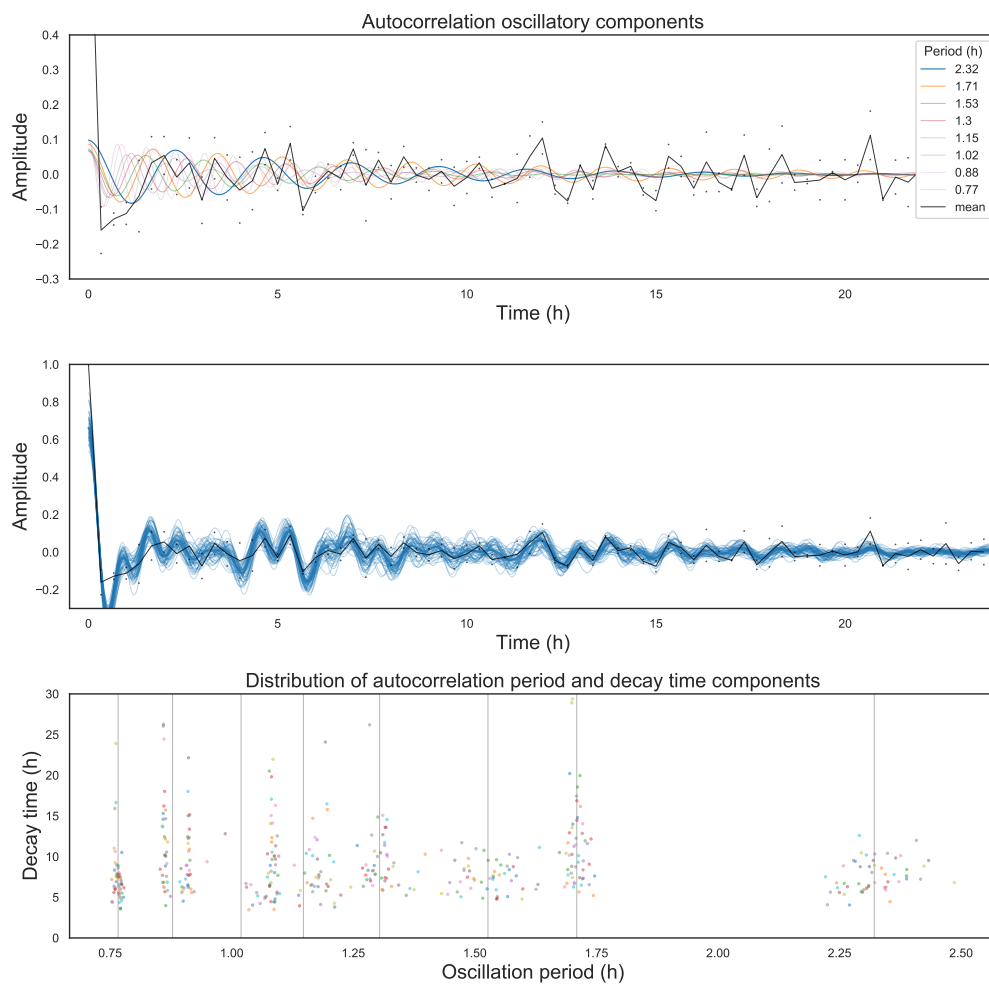 Autocorrelation oscillatory components
Amplitude
0.4
0.3
0.2
0.1
0.0
−0.1
−0.2
−0.3
0 5 10 15 20
Time (h)
Period (h)
2.32
1.71
1.53
1.3
1.15
1.02
0.88
0.77
mean
Amplitude
1.0
0.8
0.6
0.4
0.2
0.0
−0.2
0 5 10 15 20
Time (h)
Distribution of autocorrelation period and decay time components
Decay time (h)
30
25
20
15
10
5
0
0.75 1.00 1.25 1.50 1.75 2.00 2.25 2.50
Oscillation period (h)